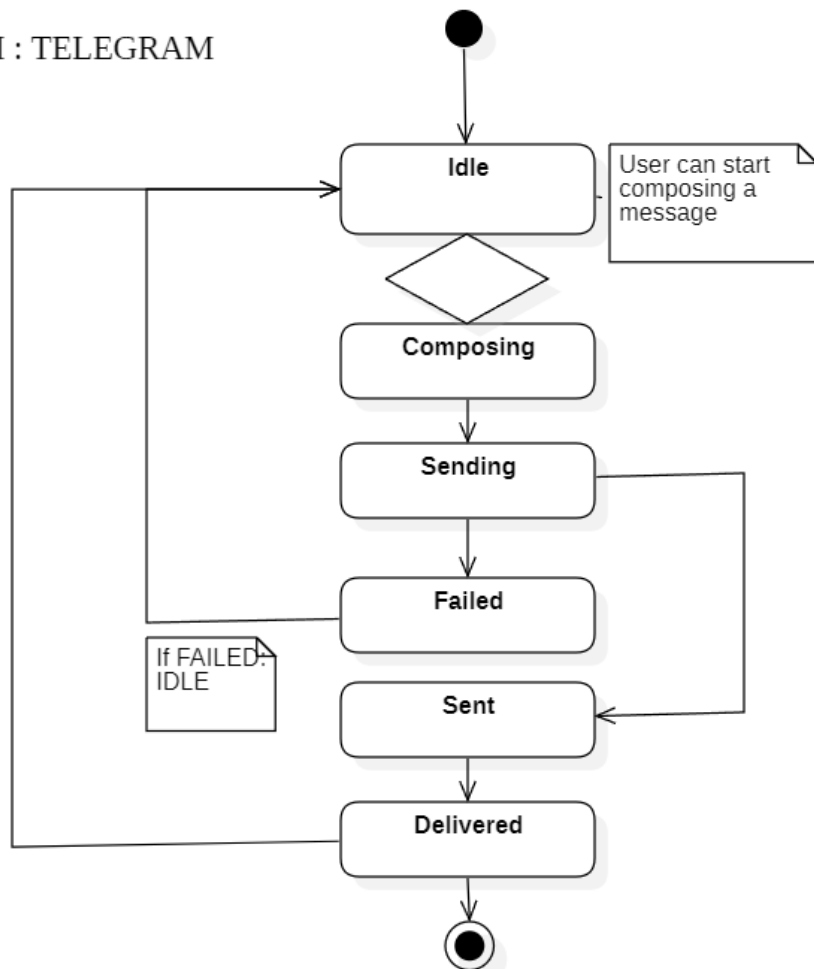 : TELEGRAM
Idle
User can start
composing a
message
Composing
Sending
Failed
If FAILED:
IDLE
Sent
Delivered